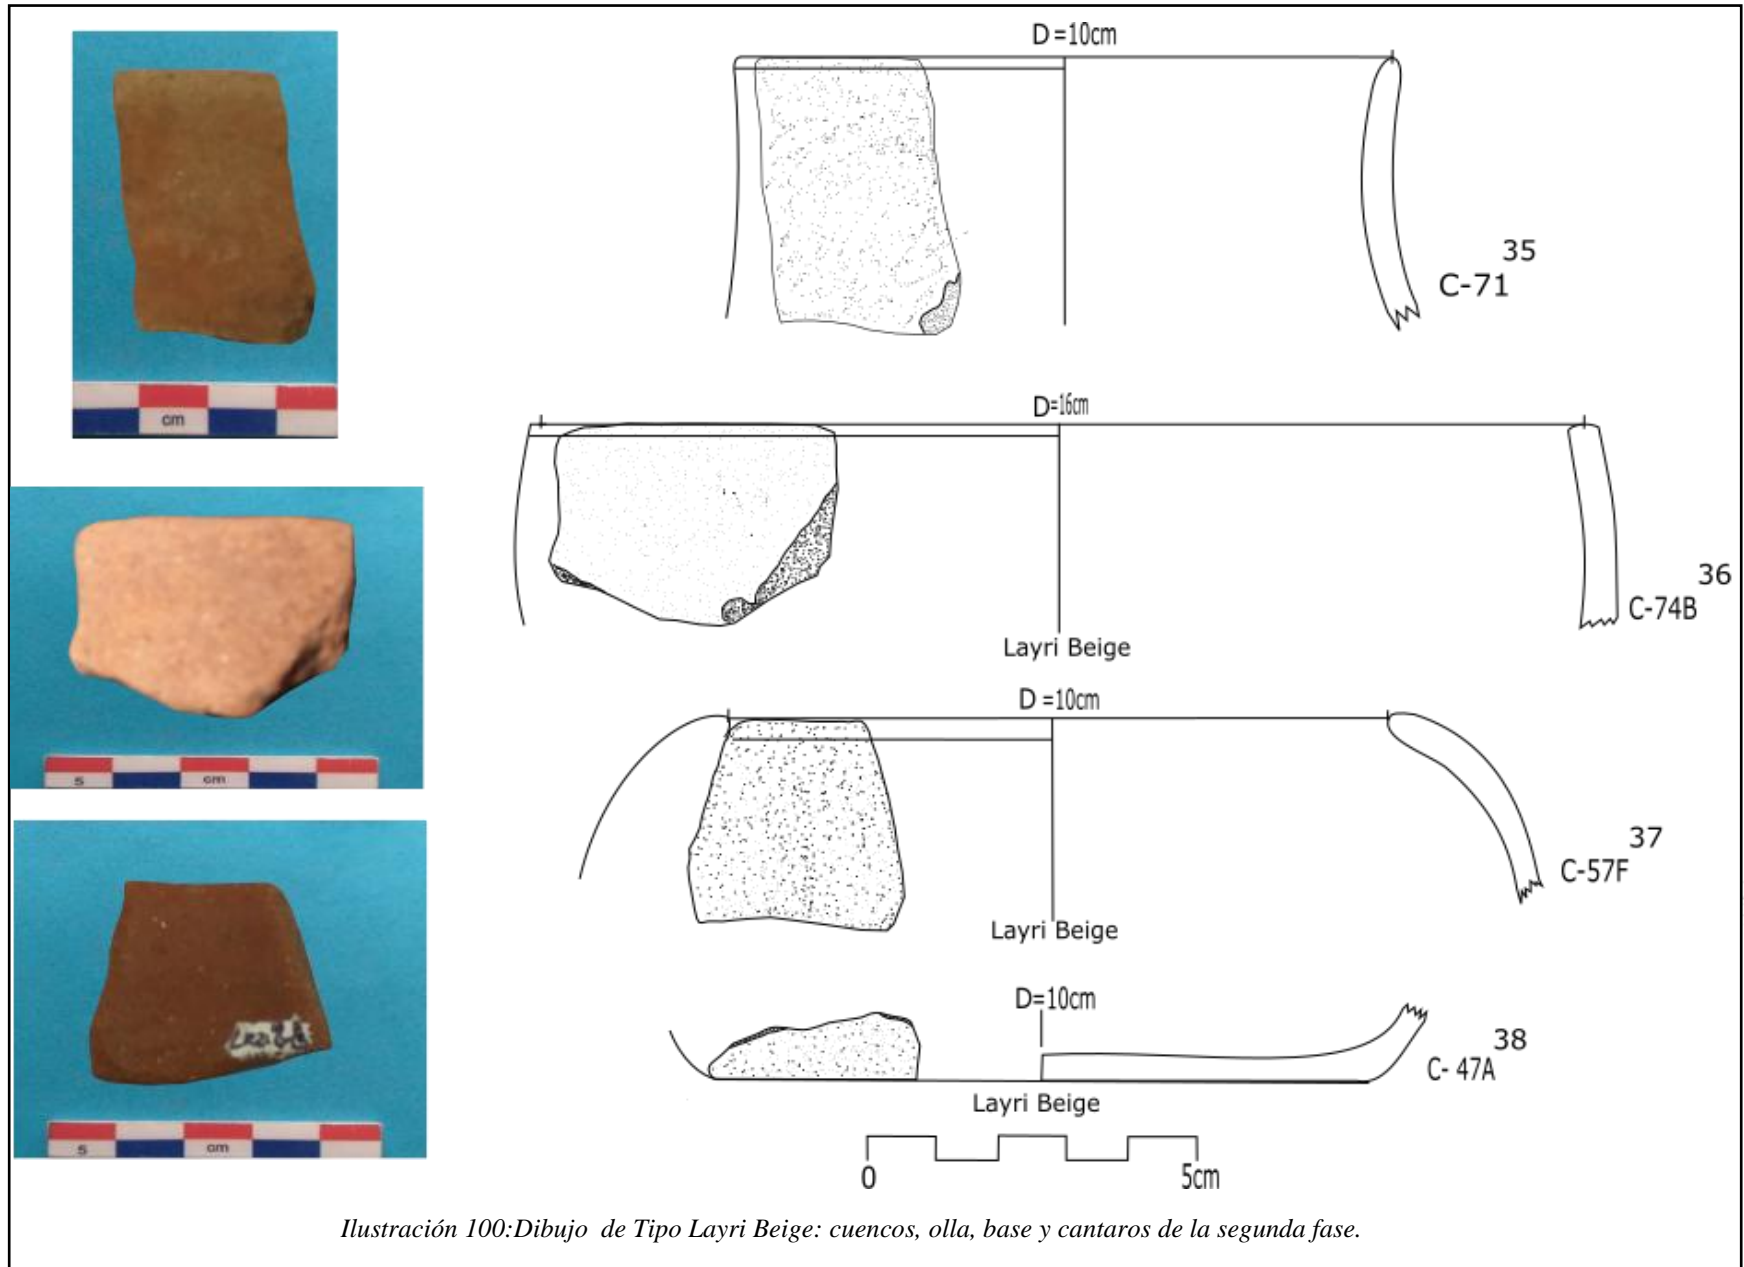 D =10cm
35
C-71
cm
D=16cm
36
C-74B
Layri Beige
5 cm
D =10cm
37
C-57F
Layri Beige
D=10cm
38
C- 47A
Layri Beige
5 cm
0 5cm
Ilustración 100:Dibujo de Tipo Layri Beige: cuencos, olla, base y cantaros de la segunda fase.